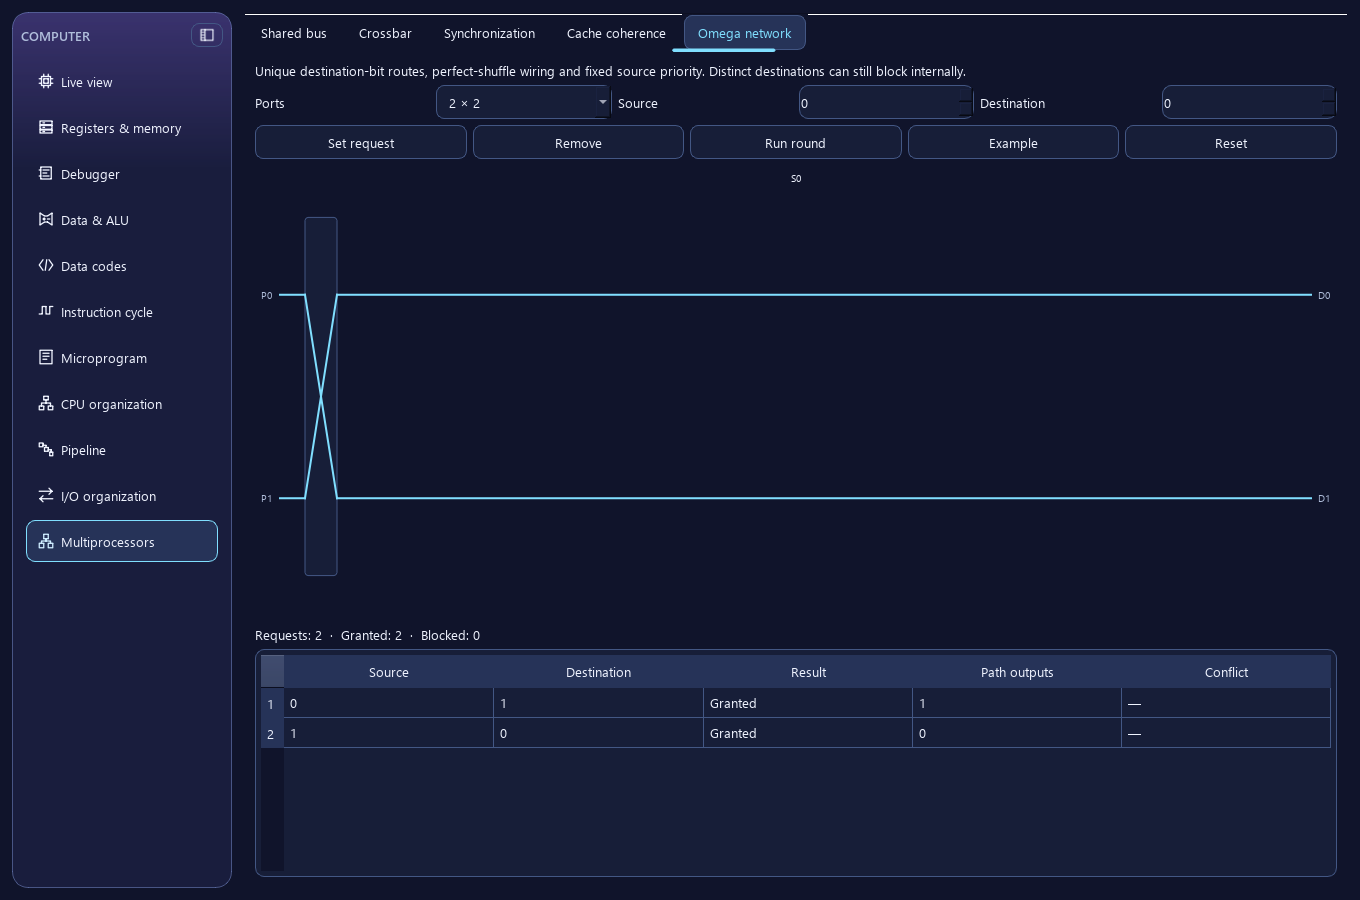 COMPUTER
Live view
Registers & memory
Debugger
Data & ALU
Data codes
Instruction cycle
Microprogram
CPU organization
Pipeline
I/O organization
Multiprocessors
Shared bus Crossbar Synchronization Cache coherence Omega network
Unique destination-bit routes, perfect-shuffle wiring and fixed source priority. Distinct destinations can still block internally.
Ports 2 × 2 Source 0 Destination 0
Set request Remove Run round Example Reset
S0
P0 D0
P1 D1
Requests: 2 · Granted: 2 · Blocked: 0
Source Destination Result Path outputs Conflict
1 0 1 Granted 1 —
2 1 0 Granted 0 —